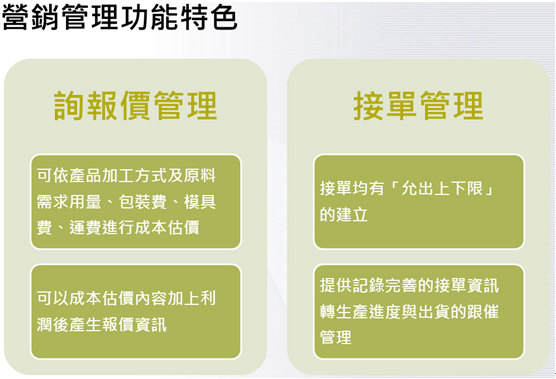 營銷管理功能特色
詢報價管理
可依產品加工方式及原料
需求用量、包裝費、模具
費、運費進行成本估價
可以成本估價內容加上利
潤後產生報價資訊
接單管理
接單均有「允出上下限」
的建立
提供記錄完善的接單資訊
轉生產進度與出貨的跟催
管理